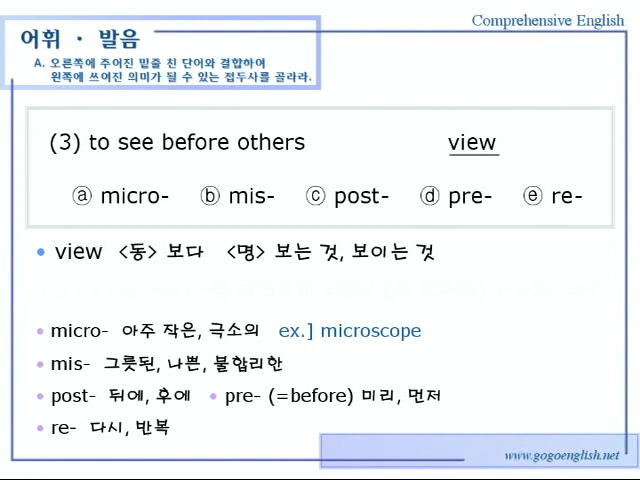 Comprehensive English
어휘 · 발음
A. 오른쪽에 주어진 밑줄 친 단어와 결합하여
왼쪽에 쓰여진 의미가 될 수 있는 접두사를 골라라.
(3) to see before others view
ⓐ micro- ⓑ mis- ⓒ post- ⓓ pre- ⓔ re-
• view <동> 보다 <명> 보는 것, 보이는 것
• micro- 아주 작은, 극소의 ex.] microscope
• mis- 그릇된, 나쁜, 불합리한
• post- 뒤에, 후에 • pre- (=before) 미리, 먼저
• re- 다시, 반복
www.gogoenglish.net